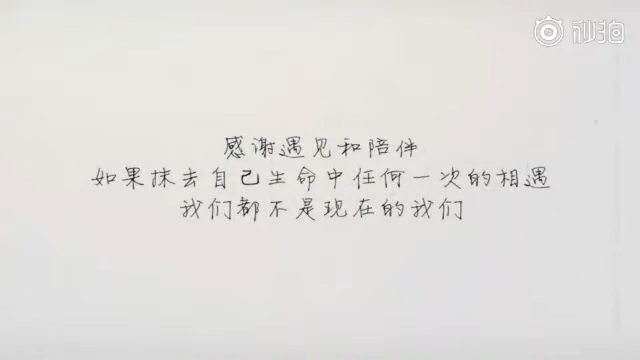 秒拍
感谢遇见和陪伴
如果抹去自己生命中任何一次的相遇
我们都不是现在的我们